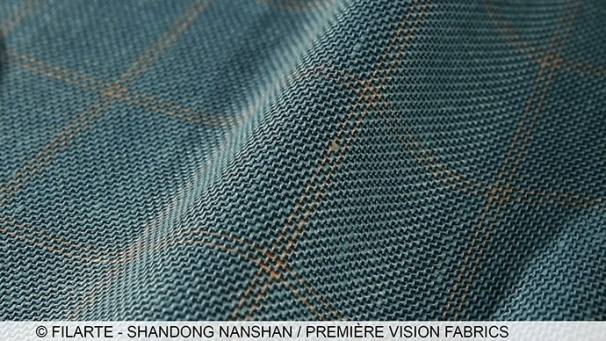 © FILARTE - SHANDONG NANSHAN / PREMIÈRE VISION FABRICS